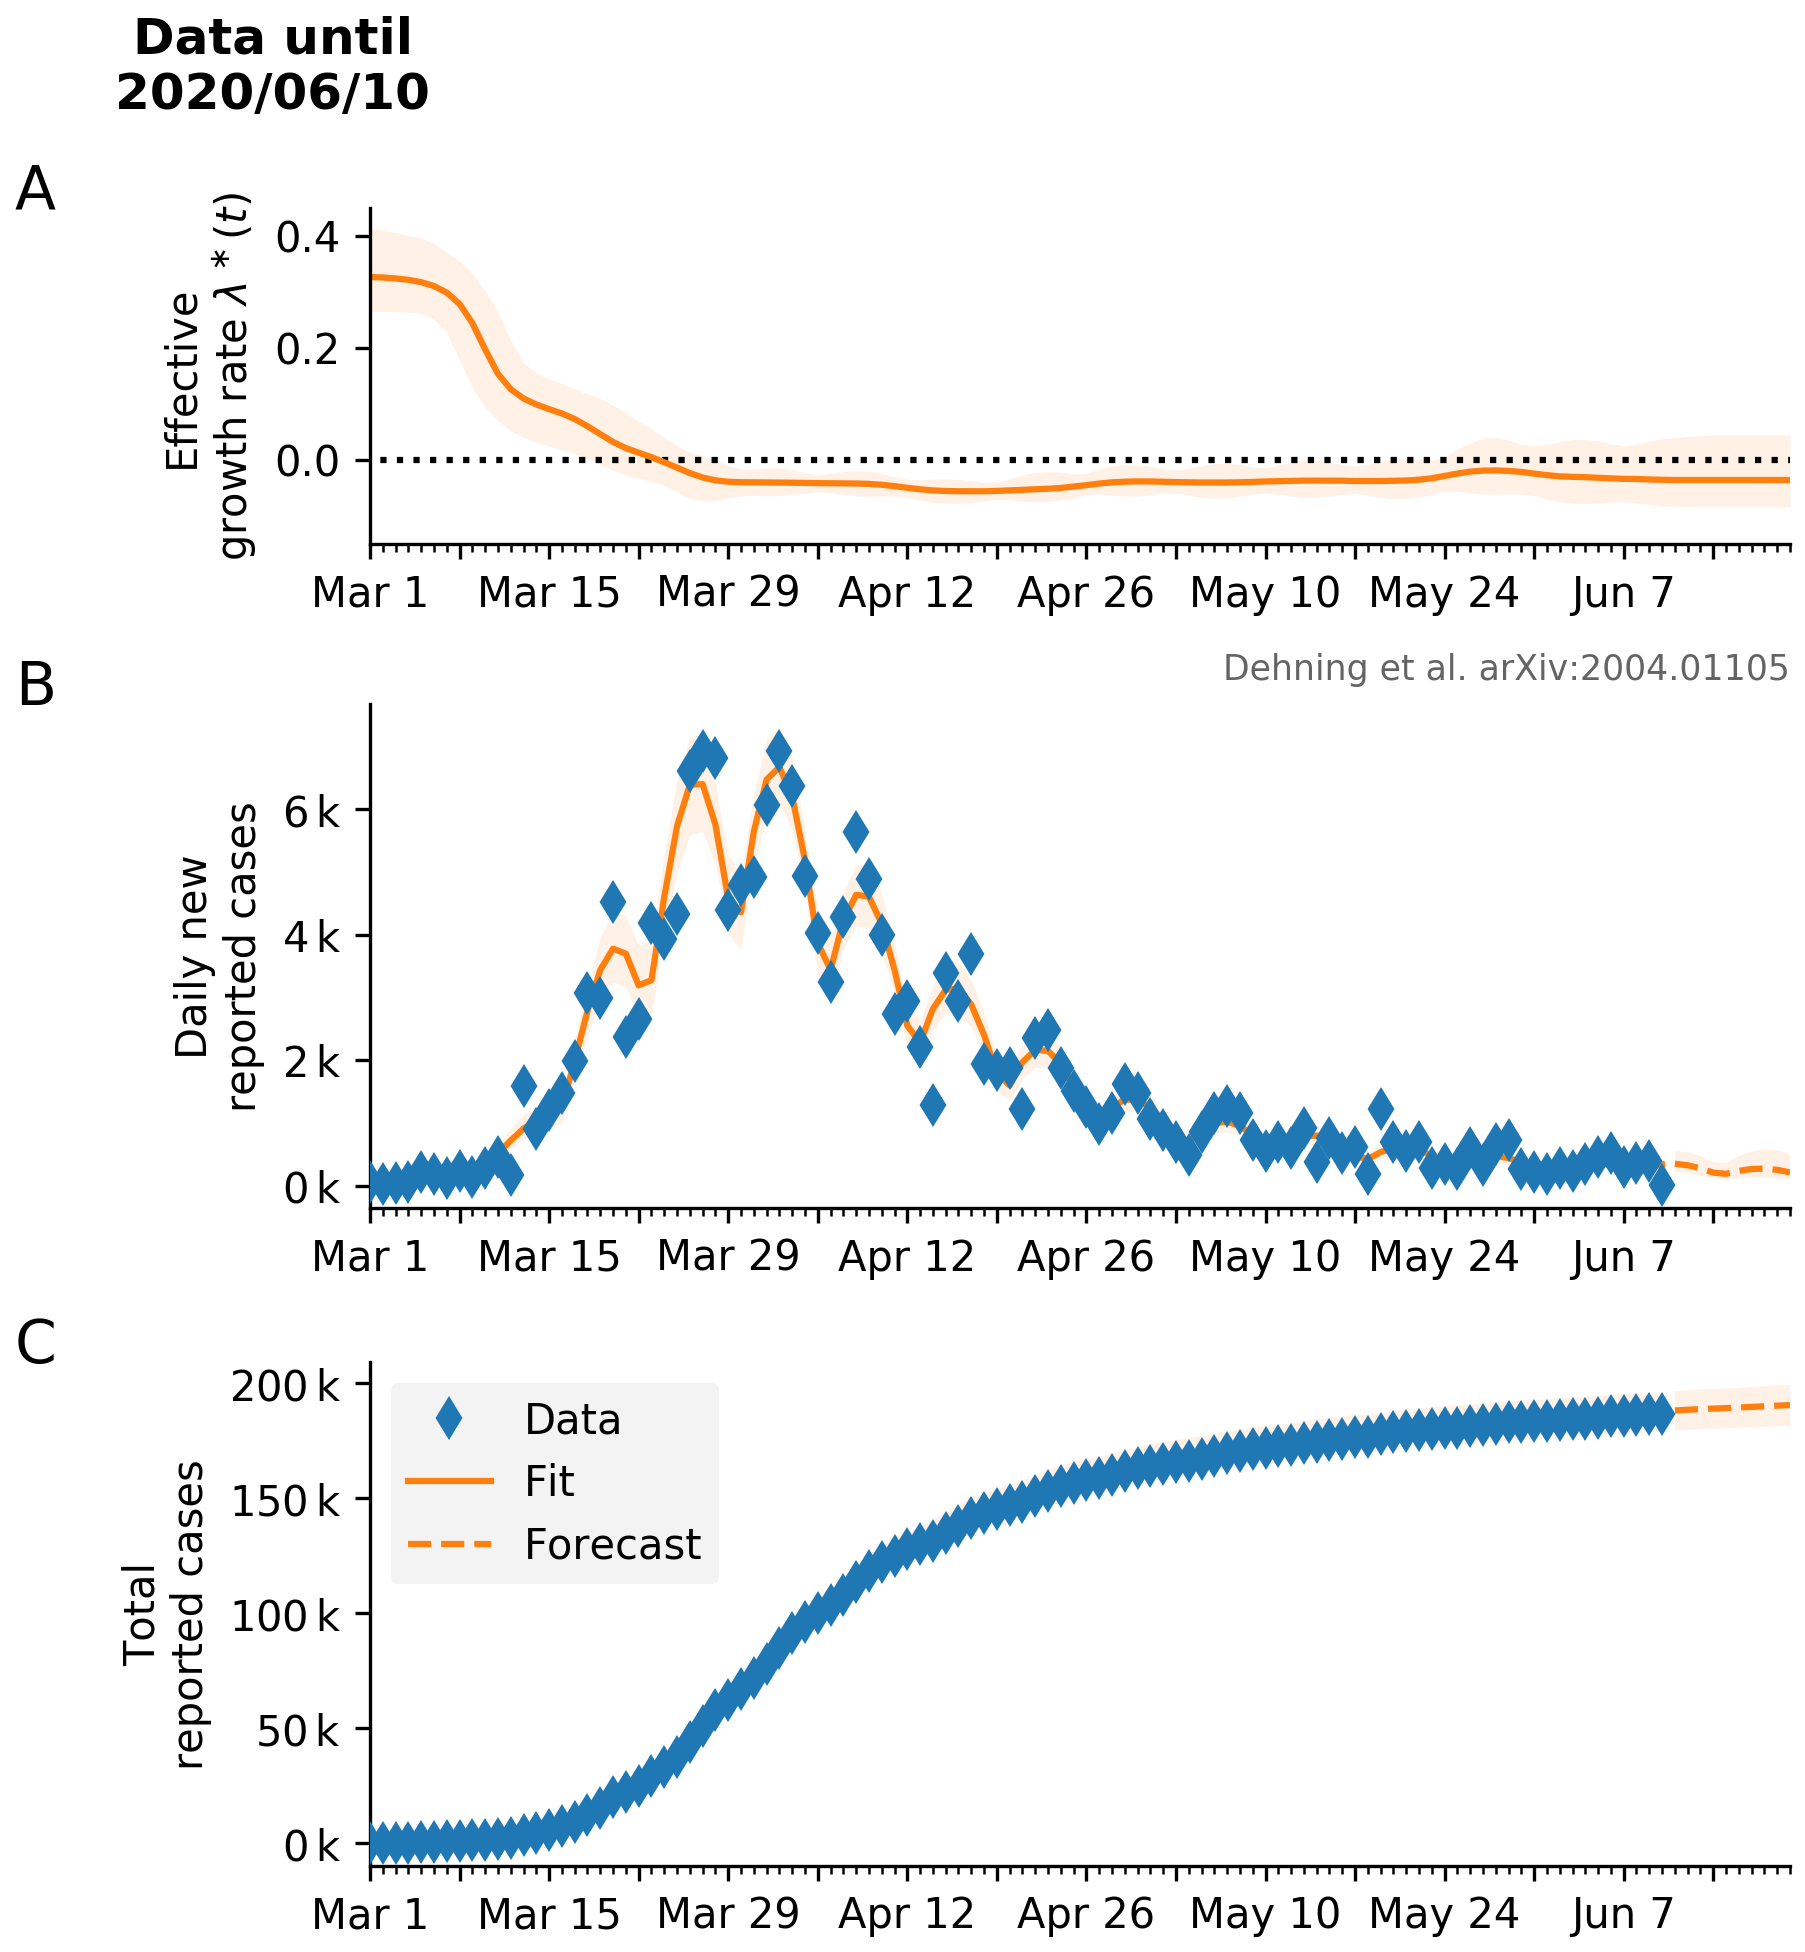 Data until
2020/06/10
A
Effective
growth rate λ * (t)
0.4
0.2
0.0
Mar 1 Mar 15 Mar 29 Apr 12 Apr 26 May 10 May 24 Jun 7
B
Dehning et al. arXiv:2004.01105
Daily new
reported cases
6 k
4 k
2 k
0 k
Mar 1 Mar 15 Mar 29 Apr 12 Apr 26 May 10 May 24 Jun 7
C
Total
reported cases
200 k
150 k
100 k
50 k
0 k
Data
Fit
Forecast
Mar 1 Mar 15 Mar 29 Apr 12 Apr 26 May 10 May 24 Jun 7